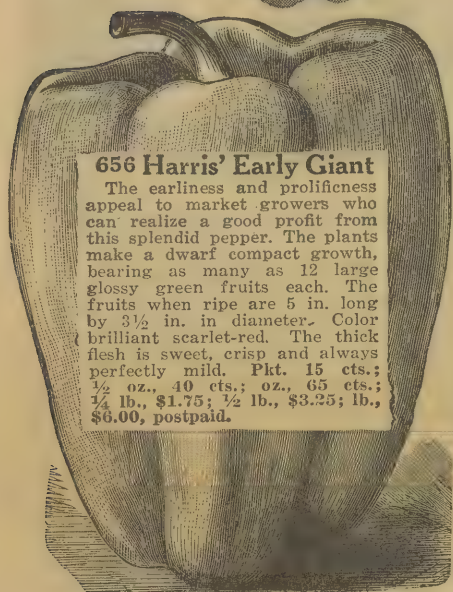 656 Harris' Early Giant
The earliness and prolificness
appeal to market growers who
can realize a good profit from
this splendid pepper. The plants
make a dwarf compact growth,
bearing as many as 12 large
glossy green fruits each. The
fruits when ripe are 5 in. long
by 3½ in. in diameter. Color
brilliant scarlet-red. The thick
flesh is sweet, crisp and always
perfectly mild. Pkt. 15 cts.;
½ oz., 40 cts.; oz., 65 cts.;
¼ lb., $1.75; ½ lb., $3.25; lb.,
$6.00, postpaid.